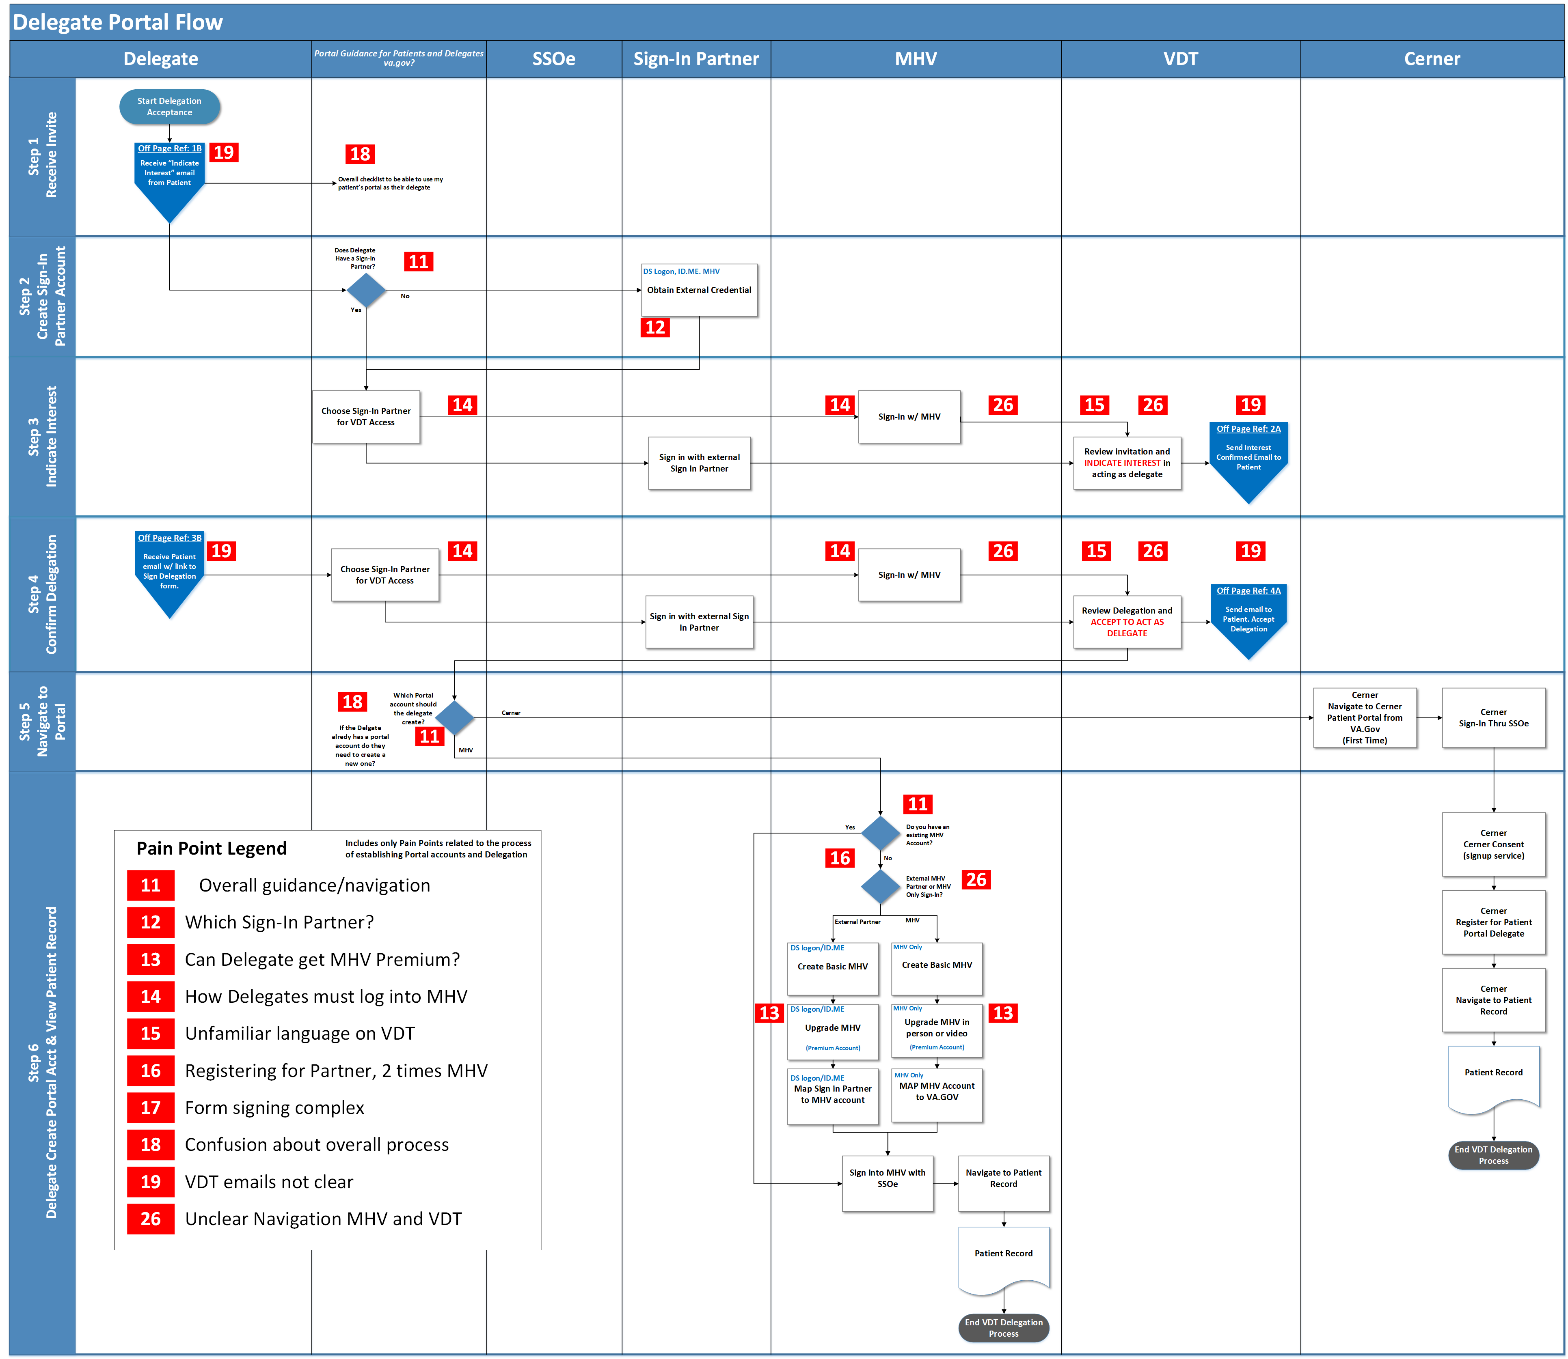 Delegate Portal Flow
Delegate
Portal Guidance for Patients and Delegates
va.gov?
SSOe
Sign-In Partner
MHV
VDT
Cerner
Step 1
Receive Invite
Start Delegation
Acceptance
Off Page Ref: 1B
Receive "Indicate
Interest" email
from Patient
19
18
Overall checklist to be able to use my
patient's portal as their delegate
Step 2
Create Sign-In
Partner Account
Does Delegate
Have a Sign-In
Partner?
11
No
Yes
DS Logon, ID.ME. MHV
Obtain External Credential
12
Step 3
Indicate Interest
Choose Sign-In Partner
for VDT Access
14
Sign in with external
Sign In Partner
14
Sign-In w/ MHV
26
15
26
Review invitation and
INDICATE INTEREST in
acting as delegate
19
Off Page Ref: 2A
Send Interest
Confirmed Email to
Patient
Step 4
Confirm Delegation
Off Page Ref: 3B
Receive Patient
email w/ link to
Sign Delegation
form.
19
Choose Sign-In Partner
for VDT Access
14
Sign in with external Sign
In Partner
14
Sign-In w/ MHV
26
15
26
Review Delegation and
ACCEPT TO ACT AS
DELEGATE
19
Off Page Ref: 4A
Send email to
Patient. Accept
Delegation
Step 5
Navigate to
Portal
18
If the Delgate
alredy has a portal
account do they
need to create a
new one?
Which Portal
account should
the delegate
create?
11
Cerner
MHV
Cerner
Navigate to Cerner
Patient Portal from
VA.Gov
(First Time)
Cerner
Sign-In Thru SSOe
Step 6
Delegate Create Portal Acct & View Patient Record
Pain Point Legend
Includes only Pain Points related to the process
of establishing Portal accounts and Delegation
11 Overall guidance/navigation
12 Which Sign-In Partner?
13 Can Delegate get MHV Premium?
14 How Delegates must log into MHV
15 Unfamiliar language on VDT
16 Registering for Partner, 2 times MHV
17 Form signing complex
18 Confusion about overall process
19 VDT emails not clear
26 Unclear Navigation MHV and VDT
11
Yes
Do you have an
existing MHV
Account?
No
16
External MHV
Partner or MHV
Only Sign-In?
26
External Partner
MHV
DS logon/ID.ME
Create Basic MHV
MHV Only
Create Basic MHV
13
DS logon/ID.ME
Upgrade MHV
(Premium Account)
MHV Only
Upgrade MHV in
person or video
(Premium Account)
13
DS logon/ID.ME
Map Sign In Partner
to MHV account
MHV Only
MAP MHV Account
to VA.GOV
Sign Into MHV with
SSOe
Navigate to Patient
Record
Patient Record
End VDT Delegation
Process
Cerner
Cerner Consent
(signup service)
Cerner
Register for Patient
Portal Delegate
Cerner
Navigate to Patient
Record
Patient Record
End VDT Delegation
Process